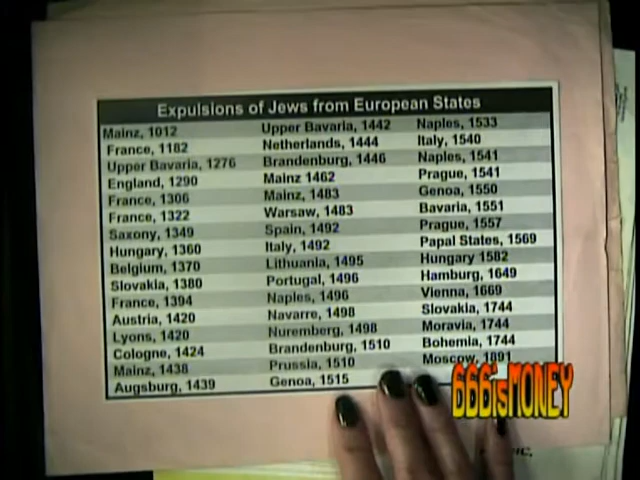 Expulsions of Jews from European States
Mainz, 1012
France, 1182
Upper Bavaria, 1276
England, 1290
France, 1306
France, 1322
Saxony, 1349
Hungary, 1360
Belgium, 1370
Slovakia, 1380
France, 1394
Austria, 1420
Lyons, 1420
Cologne, 1424
Mainz, 1438
Augsburg, 1439
Upper Bavaria, 1442
Netherlands, 1444
Brandenburg, 1446
Mainz 1462
Mainz, 1483
Warsaw, 1483
Spain, 1492
Italy, 1492
Lithuania, 1495
Portugal, 1496
Naples, 1496
Navarre, 1498
Nuremberg, 1498
Brandenburg, 1510
Prussia, 1510
Genoa, 1515
Naples, 1533
Italy, 1540
Naples, 1541
Prague, 1541
Genoa, 1550
Bavaria, 1551
Prague, 1557
Papal States, 1569
Hungary 1582
Hamburg, 1649
Vienna, 1669
Slovakia, 1744
Moravia, 1744
Bohemia, 1744
Moscow, 1891
666isMONEY